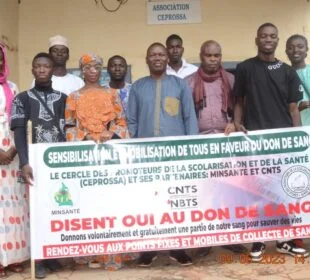 ASSOCIATION
CEPROSSA
SENSIBILISATION ET MOBILISATION DE TOUS EN FAVEUR DU DON DE SANG
LE CERCLE DES PROMOTEURS DE LA SCOLARISATION ET DE LA SANTÉ
(CEPROSSA) ET SES PARTENAIRES: MINSANTÉ ET CNTS
MINSANTÉ
CNTS
NBTS
DISENT OUI AU DON DE SANG
Donnons volontairement et gratuitement une partie de notre sang pour sauver des vies
RENDEZ-VOUS AUX POINTS FIXES ET MOBILES DE COLLECTE DE SANG